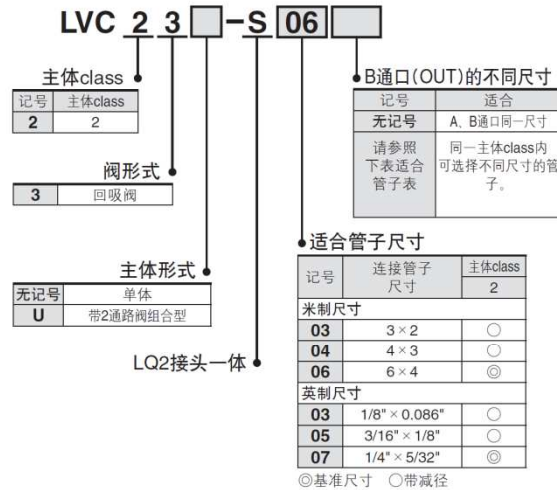 LVC 2 3 -S 06
主体class
记号 主体class
2 2
阀形式
3 回吸阀
主体形式
无记号 单体
U 带2通路阀组合型
LQ2接头一体
B通口(OUT)的不同尺寸
记号 适合
无记号 A、B通口同一尺寸
请参照下表适合管子表 同一主体class内可选择不同尺寸的管子。
适合管子尺寸
记号 连接管子尺寸 主体class
2
米制尺寸
03 3×2 ○
04 4×3 ○
06 6×4 ◎
英制尺寸
03 1/8"×0.086" ○
05 3/16"×1/8" ○
07 1/4"×5/32" ◎
◎基准尺寸 ○带减径